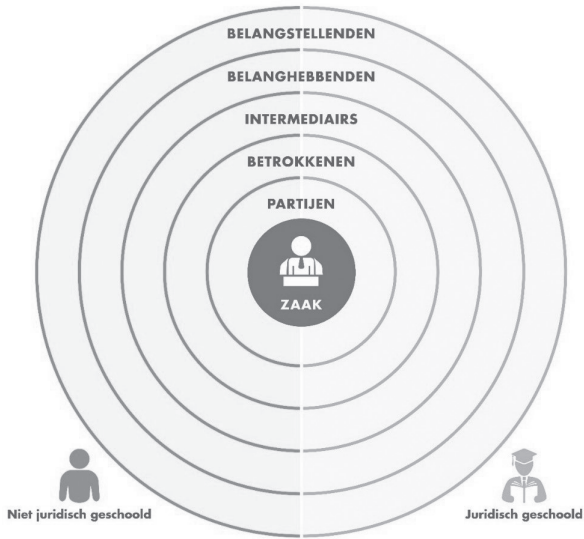 BELANGSTELLENDEN
BELANGHEBBENDEN
INTERMEDIAIRS
BETROKKENEN
PARTIJEN
ZAAK
Niet juridisch geschoold
Juridisch geschoold